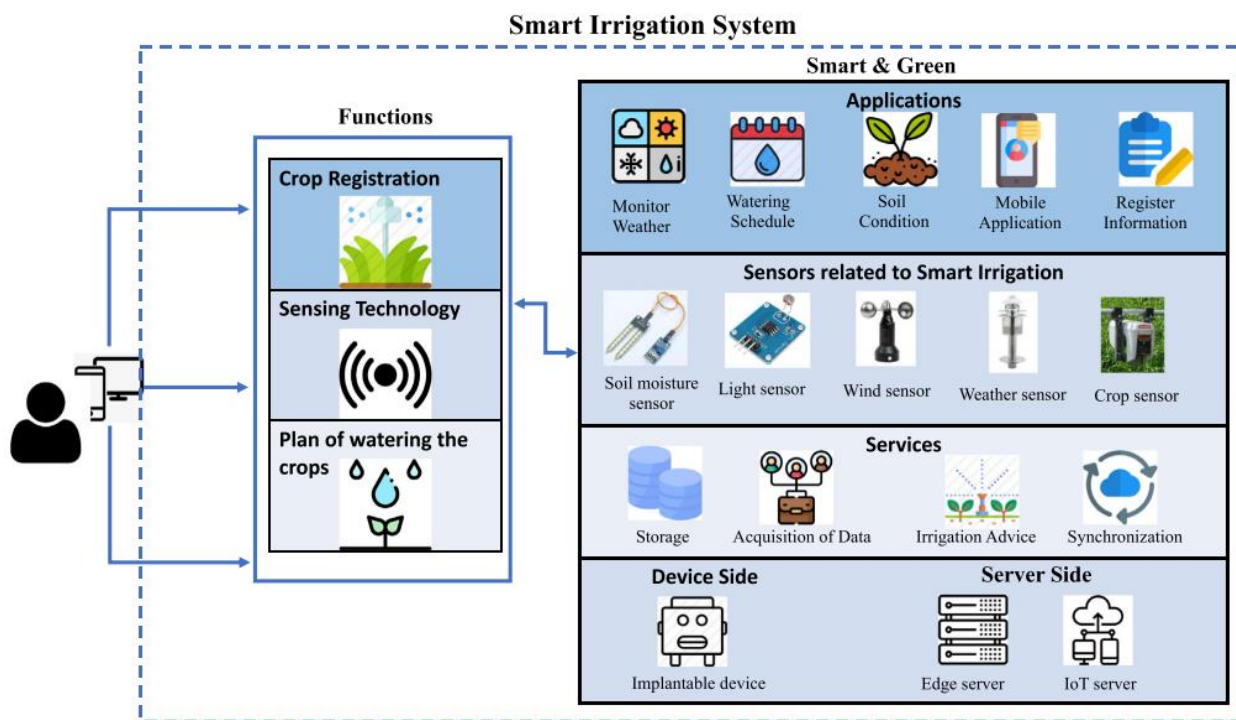 Smart Irrigation System
Smart & Green
Functions
Crop Registration
Sensing Technology
Plan of watering the
crops
Applications
Monitor
Weather
Watering
Schedule
Soil
Condition
Mobile
Application
Register
Information
Sensors related to Smart Irrigation
Soil moisture
sensor
Light sensor
Wind sensor
Weather sensor
Crop sensor
Services
Storage
Acquisition of Data
Irrigation Advice
Synchronization
Device Side
Server Side
Implantable device
Edge server
IoT server